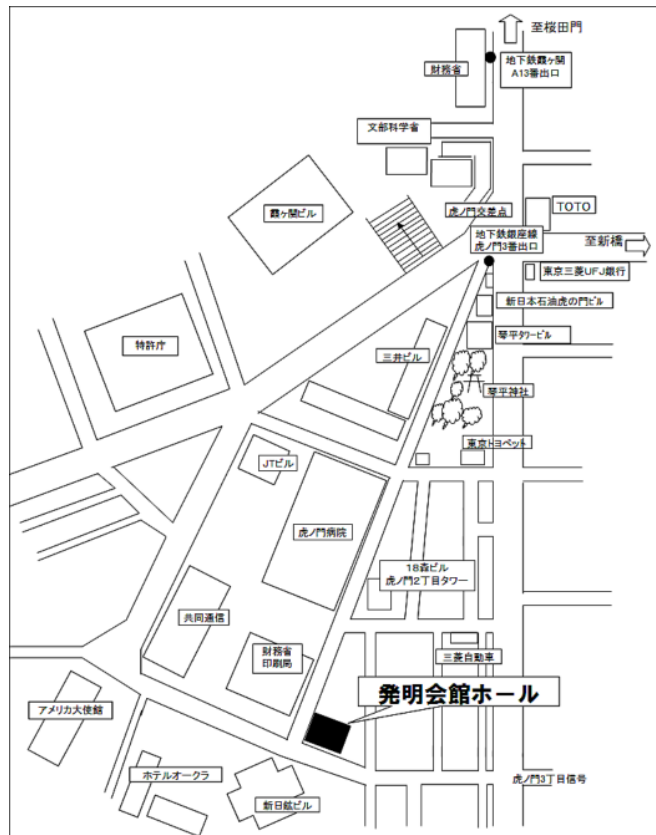 至桜田門
地下鉄霞ヶ関
A13番出口
財務省
文部科学省
霞ヶ関ビル
虎ノ門交差点
TOTO
地下鉄銀座線
虎ノ門3番出口
至新橋
東京三菱UFJ銀行
新日本石油虎の門ビル
特許庁
三井ビル
琴平タワービル
琴平神社
東京トヨペット
JTビル
虎ノ門病院
18森ビル
虎ノ門2丁目タワー
共同通信
財務省
印刷局
三菱自動車
発明会館ホール
アメリカ大使館
ホテルオークラ
新日鉱ビル
虎ノ門3丁目信号